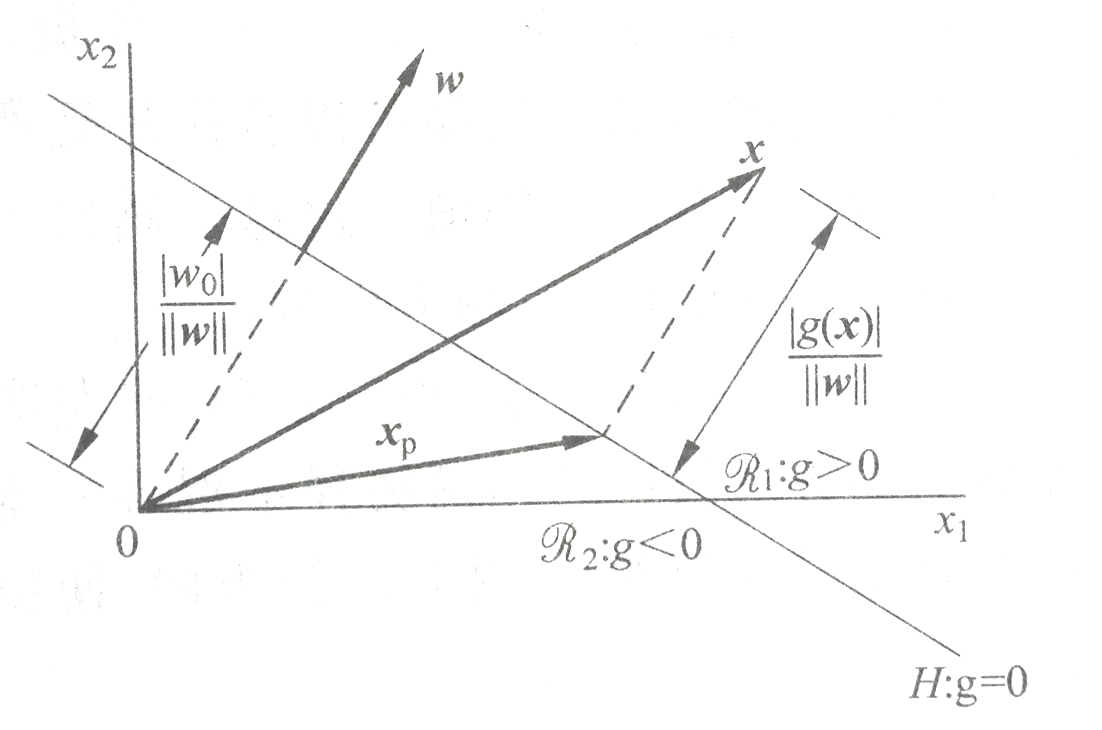 x₂
w
x
|w₀|
||w||
|g(x)|
||w||
xₚ
ℛ₁:g>0
0
x₁
ℛ₂:g<0
H:g=0